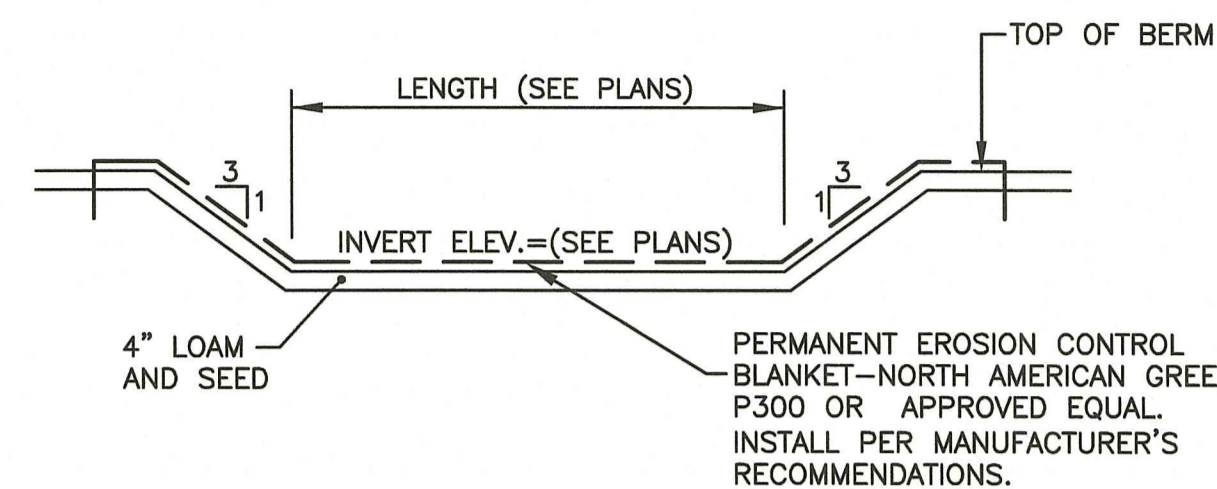 TOP OF BERM
LENGTH (SEE PLANS)
3
1
3
1
INVERT ELEV.=(SEE PLANS)
4" LOAM
AND SEED
PERMANENT EROSION CONTROL
BLANKET–NORTH AMERICAN GREE
P300 OR APPROVED EQUAL.
INSTALL PER MANUFACTURER'S
RECOMMENDATIONS.